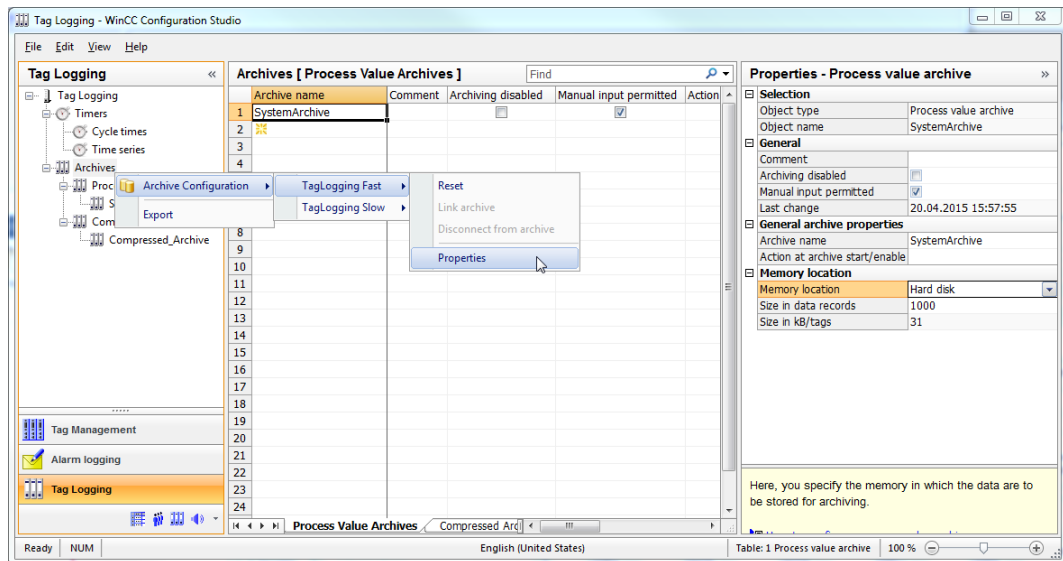 Tag Logging - WinCC Configuration Studio
File Edit View Help
Tag Logging «
Tag Logging
Timers
Cycle times
Time series
Archives
Proc
S
Com
Compressed_Archive
Tag Management
Alarm logging
Tag Logging
Archives [ Process Value Archives ] Find
Archive name Comment Archiving disabled Manual input permitted Action
1 SystemArchive
2
3
4
8
9
10
11
12
13
14
15
16
17
18
19
20
21
22
23
24
Archive Configuration
Export
TagLogging Fast
TagLogging Slow
Reset
Link archive
Disconnect from archive
Properties
Process Value Archives Compressed Arc
Properties - Process value archive »
Selection
Object type Process value archive
Object name SystemArchive
General
Comment
Archiving disabled
Manual input permitted
Last change 20.04.2015 15:57:55
General archive properties
Archive name SystemArchive
Action at archive start/enable
Memory location
Memory location Hard disk
Size in data records 1000
Size in kB/tags 31
Here, you specify the memory in which the data are to
be stored for archiving.
Ready NUM English (United States) Table: 1 Process value archive 100 %